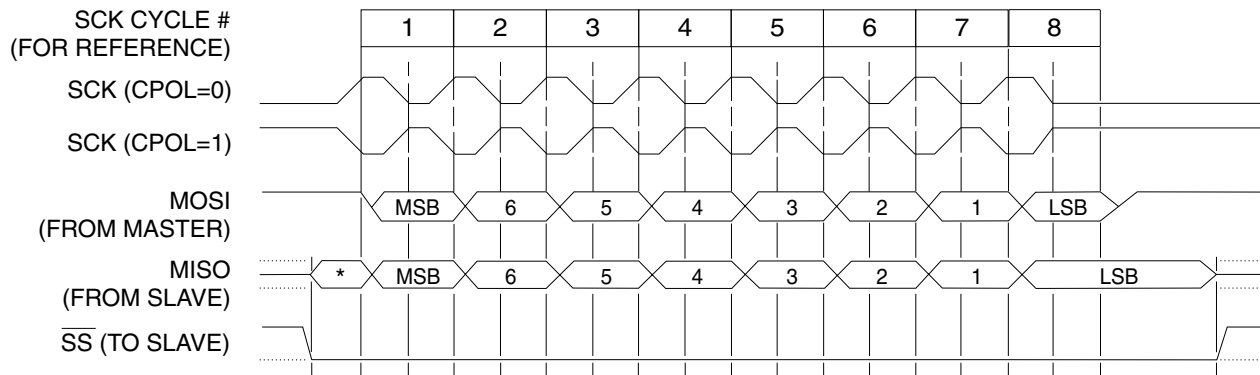 SCK CYCLE #
(FOR REFERENCE)
1 2 3 4 5 6 7 8
SCK (CPOL=0)
SCK (CPOL=1)
MOSI
(FROM MASTER)
MSB 6 5 4 3 2 1 LSB
MISO
(FROM SLAVE)
* MSB 6 5 4 3 2 1 LSB
SS (TO SLAVE)